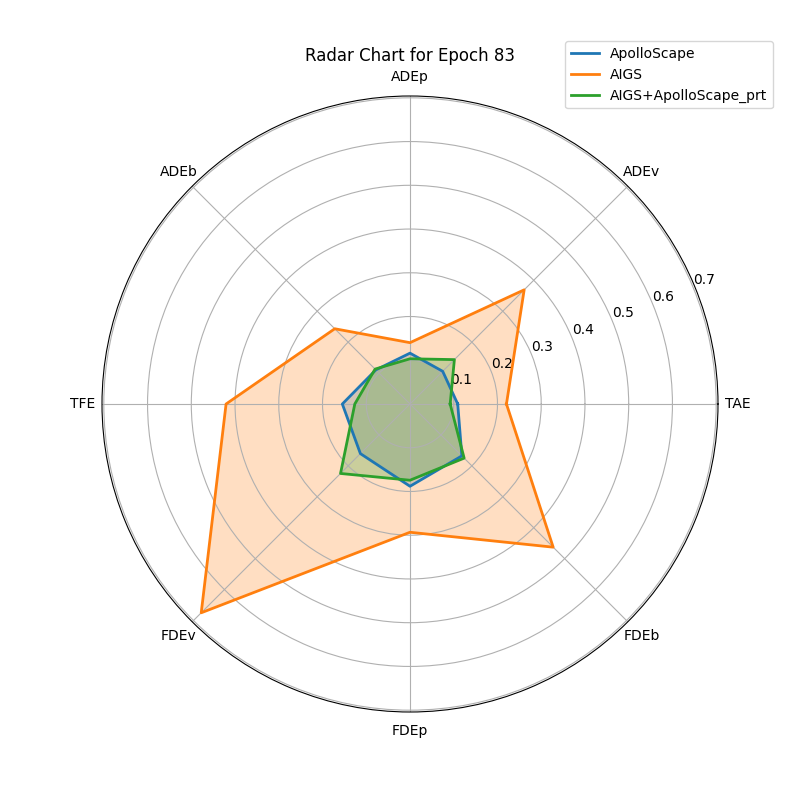 Radar Chart for Epoch 83
ApolloScape
AIGS
AIGS+ApolloScape_prt
ADEp
ADEb
ADEv
0.7
0.6
0.5
0.4
0.3
0.2
0.1
TFE
TAE
FDEv
FDEb
FDEp